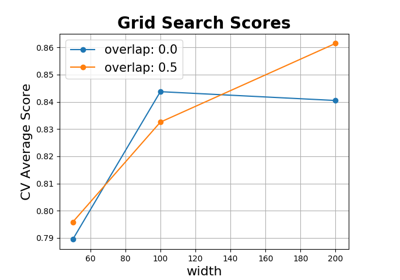 Grid Search Scores
overlap: 0.0
overlap: 0.5
CV Average Score
0.86
0.85
0.84
0.83
0.82
0.81
0.80
0.79
60 80 100 120 140 160 180 200
width